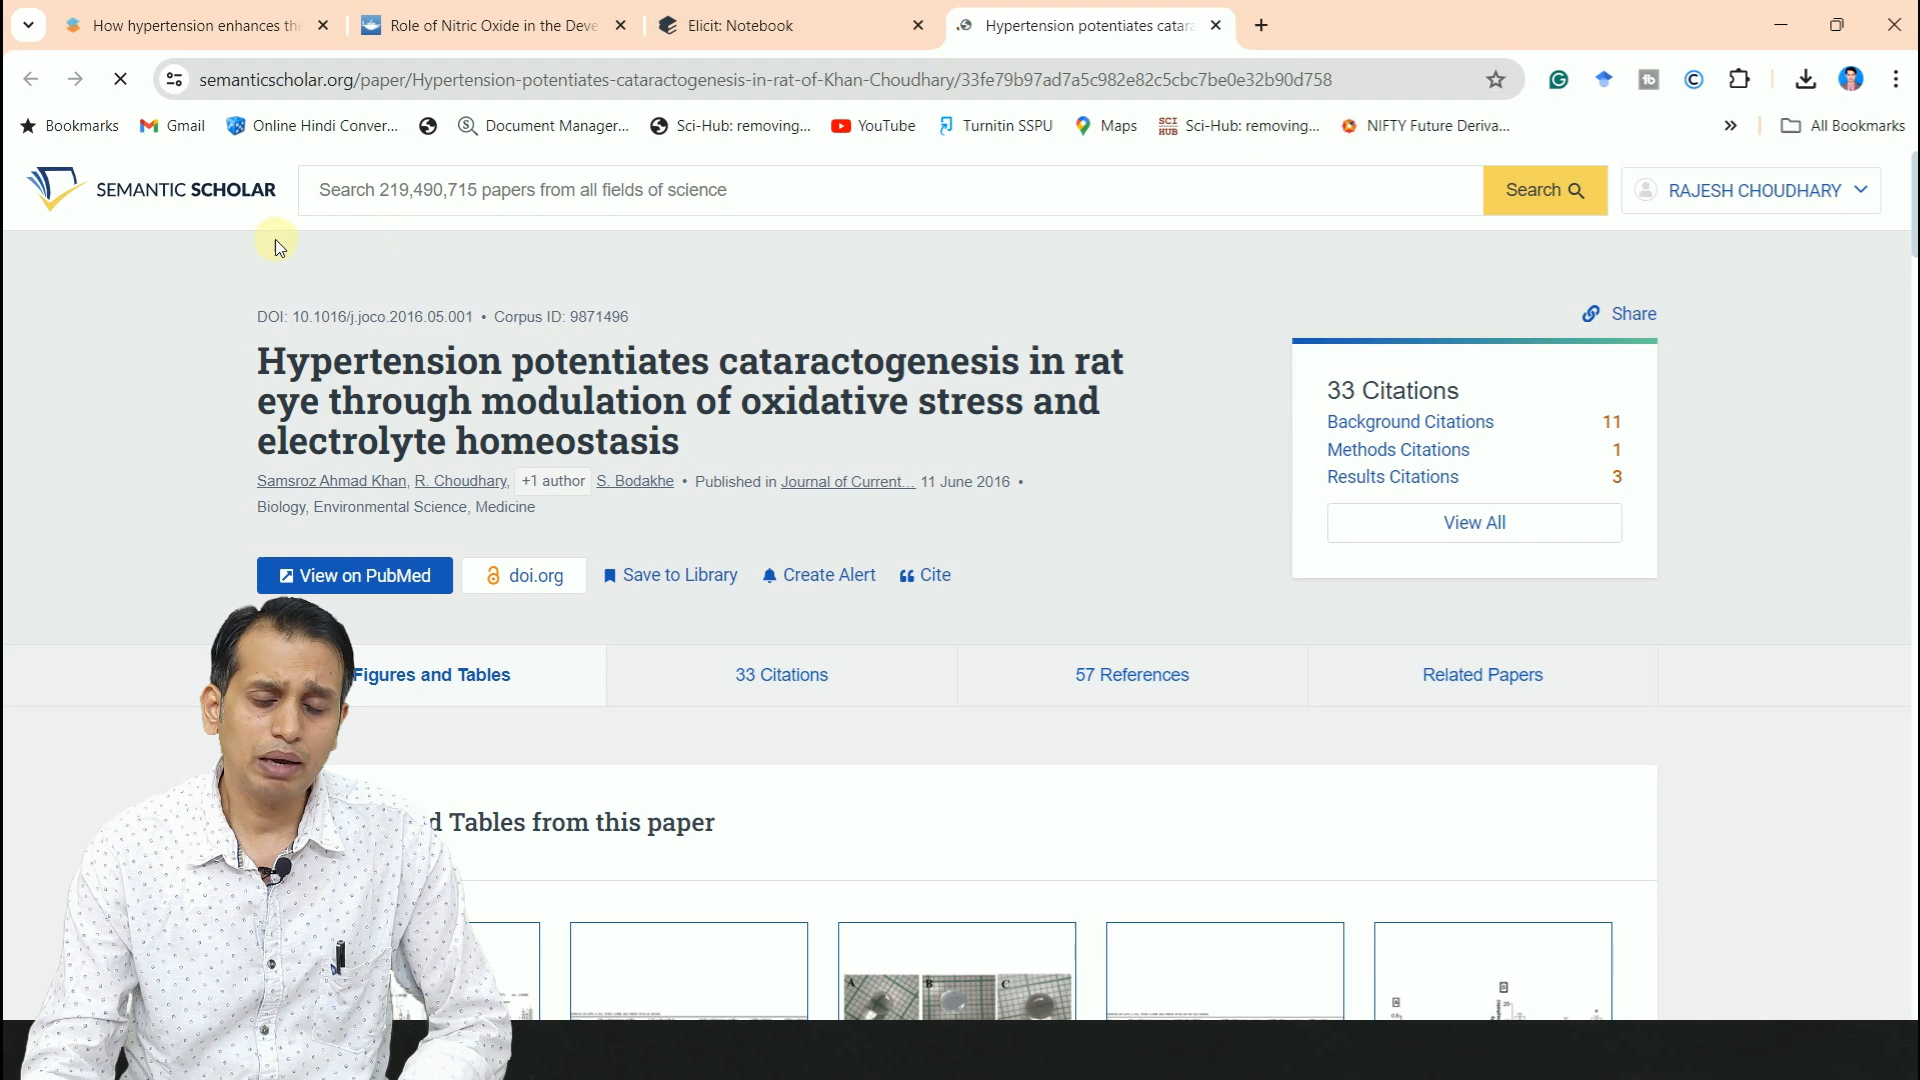 How hypertension enhances the
Role of Nitric Oxide in the Deve
Elicit: Notebook
Hypertension potentiates catara
semanticscholar.org/paper/Hypertension-potentiates-cataractogenesis-in-rat-of-Khan-Choudhary/33fe79b97ad7a5c982e82c5cbc7be0e32b90d758
Bookmarks
Gmail
Online Hindi Conver...
Document Manager...
Sci-Hub: removing...
YouTube
Turnitin SSPU
Maps
SCI HUB
Sci-Hub: removing...
NIFTY Future Deriva...
All Bookmarks
SEMANTIC SCHOLAR
Search 219,490,715 papers from all fields of science
Search
RAJESH CHOUDHARY
DOI: 10.1016/j.joco.2016.05.001 • Corpus ID: 9871496
Share
Hypertension potentiates cataractogenesis in rat
eye through modulation of oxidative stress and
electrolyte homeostasis
Samsroz Ahmad Khan, R. Choudhary, +1 author S. Bodakhe • Published in Journal of Current... 11 June 2016 •
Biology, Environmental Science, Medicine
33 Citations
Background Citations 11
Methods Citations 1
Results Citations 3
View All
View on PubMed
doi.org
Save to Library
Create Alert
Cite
Figures and Tables
33 Citations
57 References
Related Papers
d Tables from this paper
A B C